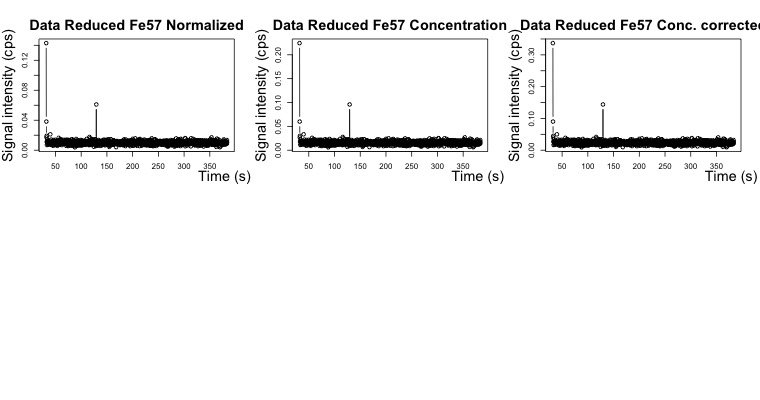 Data Reduced Fe57 Normalized
Signal intensity (cps)
0.00 0.04 0.08 0.12
50 100 150 200 250 300 350
Time (s)
Data Reduced Fe57 Concentration
Signal intensity (cps)
0.00 0.05 0.10 0.15 0.20
50 100 150 200 250 300 350
Time (s)
Data Reduced Fe57 Conc. corrected
Signal intensity (cps)
0.00 0.10 0.20 0.30
50 100 150 200 250 300 350
Time (s)